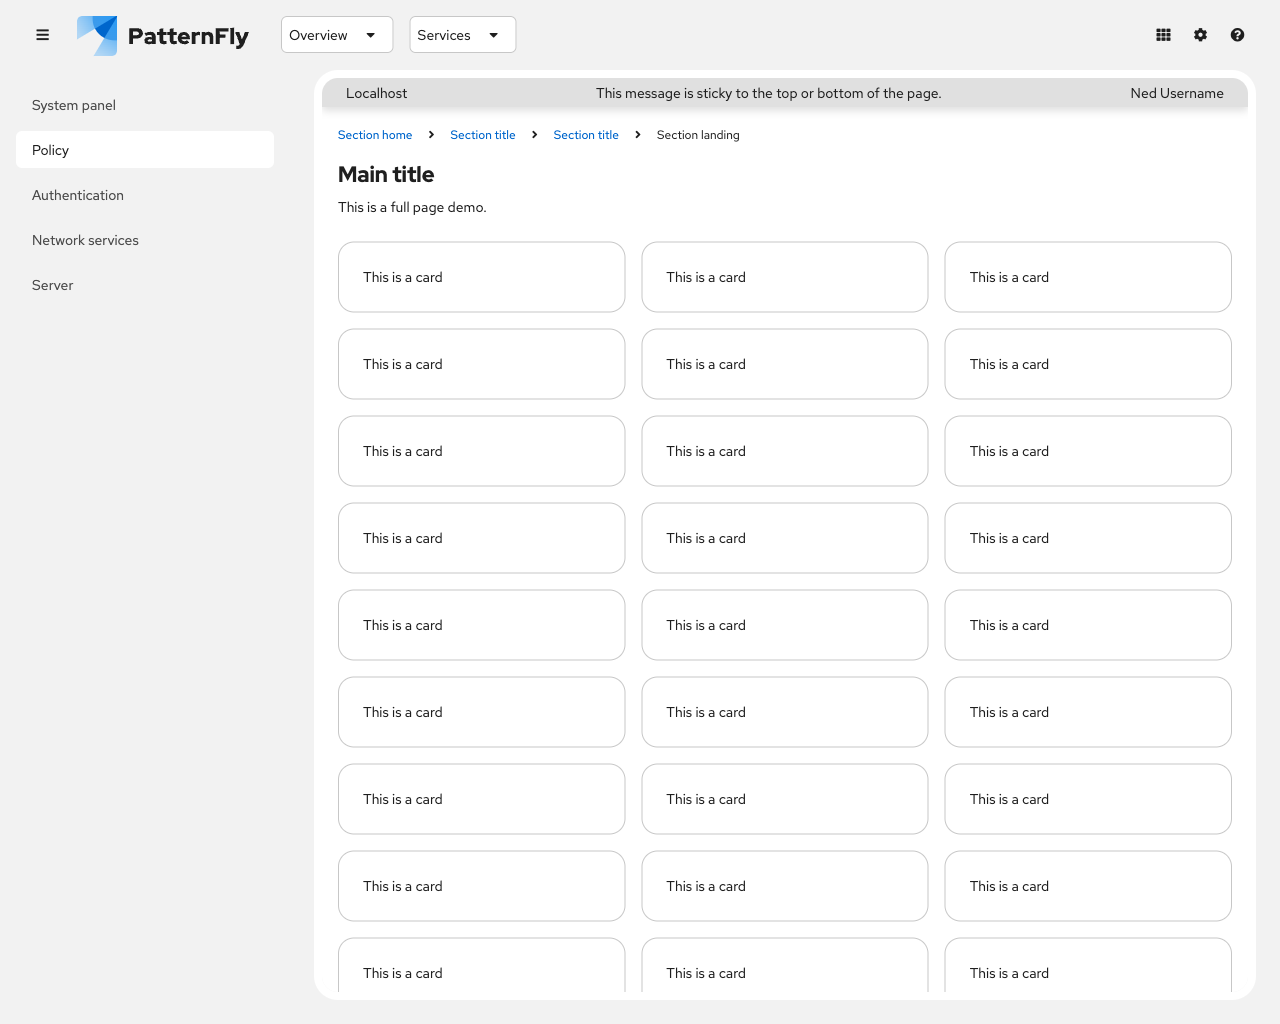 PatternFly
Overview
Services
System panel
Policy
Authentication
Network services
Server
Localhost This message is sticky to the top or bottom of the page. Ned Username
Section home Section title Section title Section landing
Main title
This is a full page demo.
This is a card This is a card This is a card
This is a card This is a card This is a card
This is a card This is a card This is a card
This is a card This is a card This is a card
This is a card This is a card This is a card
This is a card This is a card This is a card
This is a card This is a card This is a card
This is a card This is a card This is a card
This is a card This is a card This is a card